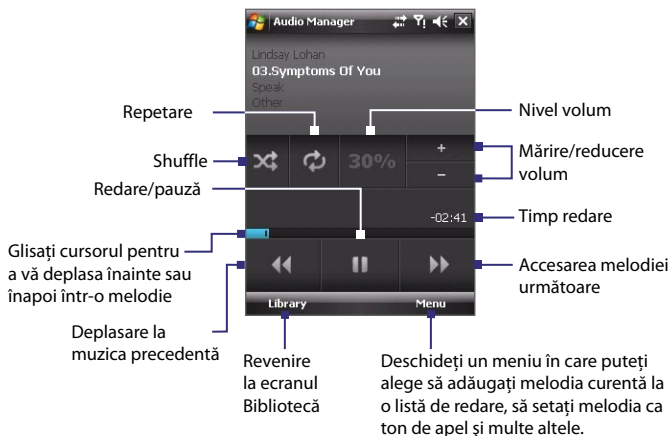 Audio Manager
Lindsay Lohan
03.Symptoms Of You
Speak
Other
Repetare
Nivel volum
Shuffle
30%
+
−
Mărire/reducere
volum
Redare/pauză
-02:41
Timp redare
Glisați cursorul pentru
a vă deplasa înainte sau
înapoi într-o melodie
Accesarea melodiei
următoare
Library
Menu
Deplasare la
muzica precedentă
Revenire
la ecranul
Bibliotecă
Deschideți un meniu în care puteți
alege să adăugați melodia curentă la
o listă de redare, să setați melodia ca
ton de apel și multe altele.